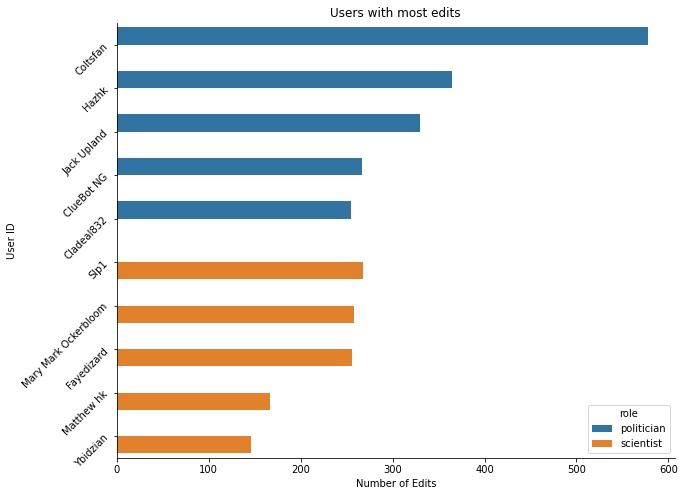 Users with most edits
User ID
Coltsfan
Hazhk
Jack Upland
ClueBot NG
Cladeal832
Slp1
Mary Mark Ockerbloom
Fayedizard
Matthew hk
Ybidzian
0 100 200 300 400 500 600
Number of Edits
role
politician
scientist